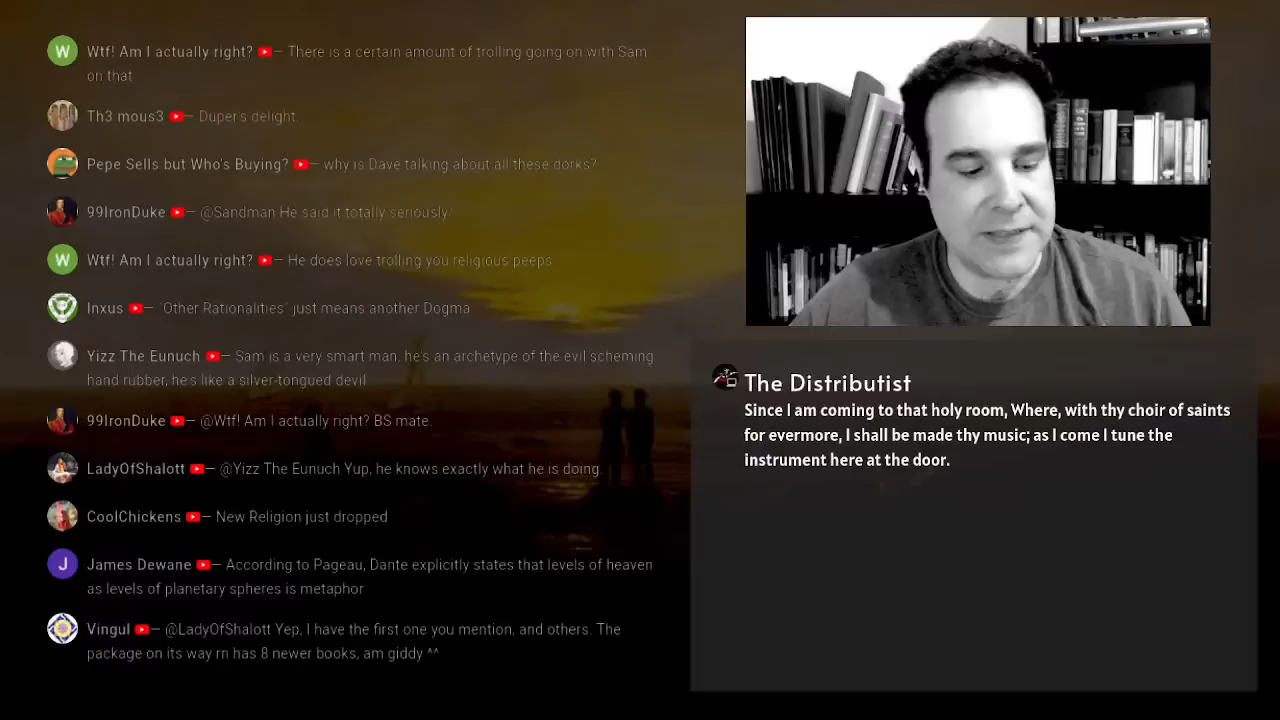 W
Wtf! Am I actually right? — There is a certain amount of trolling going on with Sam
on that
Th3 mous3 — Duper's delight.
Pepe Sells but Who's Buying? — why is Dave talking about all these dorks?
99IronDuke — @Sandman He said it totally seriously.
W
Wtf! Am I actually right? — He does love trolling you religious peeps
Inxus — "Other Rationalities" just means another Dogma
Yizz The Eunuch — Sam is a very smart man, he's an archetype of the evil scheming
hand rubber, he's like a silver-tongued devil
99IronDuke — @Wtf! Am I actually right? BS mate.
LadyOfShalott — @Yizz The Eunuch Yup, he knows exactly what he is doing.
CoolChickens — New Religion just dropped
J
James Dewane — According to Pageau, Dante explicitly states that levels of heaven
as levels of planetary spheres is metaphor
Vingul — @LadyOfShalott Yep, I have the first one you mention, and others. The
package on its way rn has 8 newer books, am giddy ^^
The Distributist
Since I am coming to that holy room, Where, with thy choir of saints
for evermore, I shall be made thy music; as I come I tune the
instrument here at the door.